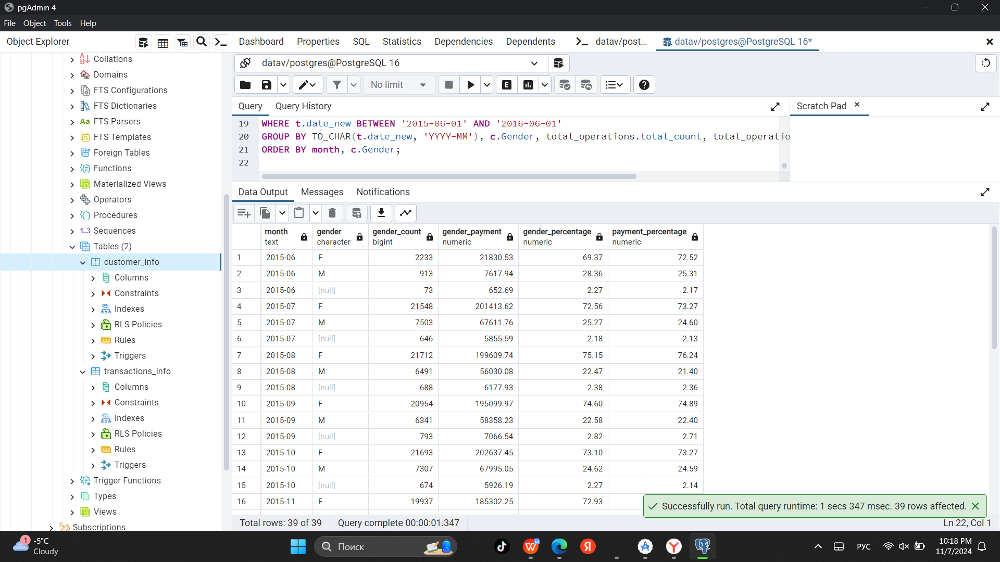 pgAdmin 4
File Object Tools Help
Object Explorer
Dashboard Properties SQL Statistics Dependencies Dependents datav/post... datav/postgres@PostgreSQL 16*
Collations
Domains
FTS Configurations
FTS Dictionaries
Aa FTS Parsers
FTS Templates
Foreign Tables
Functions
Materialized Views
Operators
Procedures
1..3 Sequences
Tables (2)
customer_info
Columns
Constraints
Indexes
RLS Policies
Rules
Triggers
transactions_info
Columns
Constraints
Indexes
RLS Policies
Rules
Triggers
Trigger Functions
Types
Views
Subscriptions
datav/postgres@PostgreSQL 16
No limit
E
Query Query History
Scratch Pad
19 WHERE t.date_new BETWEEN '2015-06-01' AND '2016-06-01'
20 GROUP BY TO_CHAR(t.date_new, 'YYYY-MM'), c.Gender, total_operations.total_count, total_operatio
21 ORDER BY month, c.Gender;
22
Data Output Messages Notifications
month gender gender_count gender_payment gender_percentage payment_percentage
text character bigint numeric numeric numeric
1 2015-06 F 2233 21830.53 69.37 72.52
2 2015-06 M 913 7617.94 28.36 25.31
3 2015-06 [null] 73 652.69 2.27 2.17
4 2015-07 F 21548 201413.62 72.56 73.27
5 2015-07 M 7503 67611.76 25.27 24.60
6 2015-07 [null] 646 5855.59 2.18 2.13
7 2015-08 F 21712 199609.74 75.15 76.24
8 2015-08 M 6491 56030.08 22.47 21.40
9 2015-08 [null] 688 6177.93 2.38 2.36
10 2015-09 F 20954 195099.97 74.60 74.89
11 2015-09 M 6341 58358.23 22.58 22.40
12 2015-09 [null] 793 7066.54 2.82 2.71
13 2015-10 F 21693 202637.45 73.10 73.27
14 2015-10 M 7307 67995.05 24.62 24.59
15 2015-10 [null] 674 5926.19 2.27 2.14
16 2015-11 F 19937 185302.25 72.93
Successfully run. Total query runtime: 1 secs 347 msec. 39 rows affected.
Total rows: 39 of 39 Query complete 00:00:01.347
Ln 22, Col 1
1
-5°C
Cloudy
Поиск
Я
РУС
10:18 PM
11/7/2024